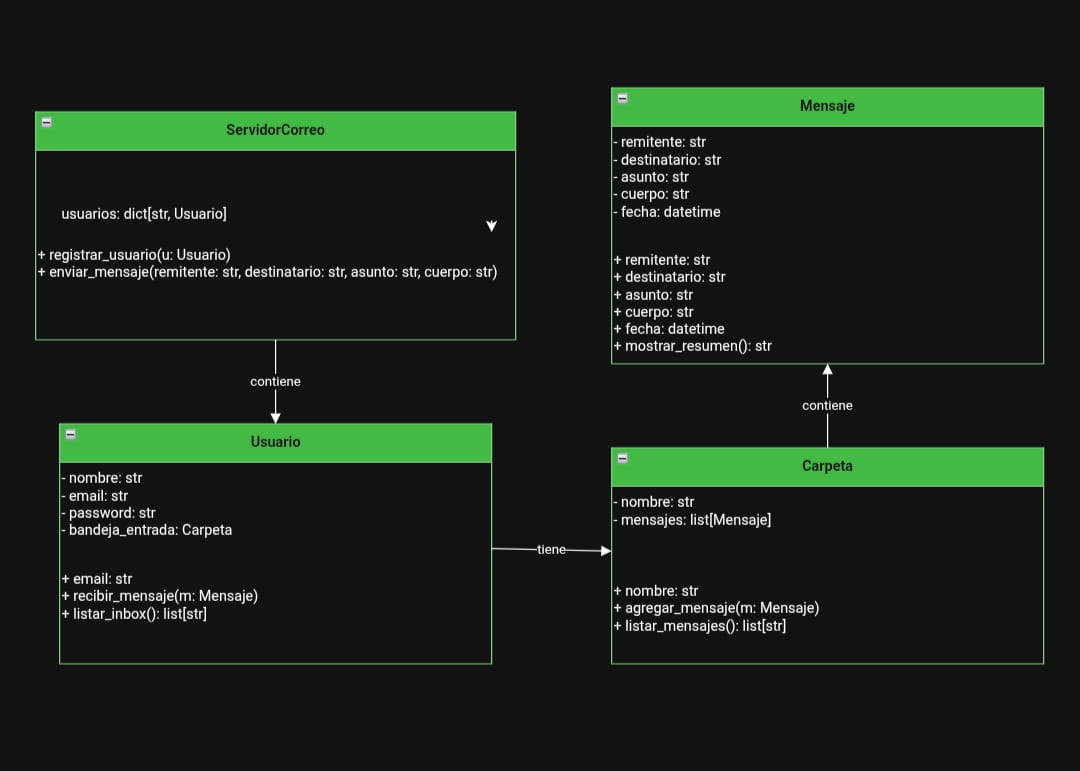 ServidorCorreo
usuarios: dict[str, Usuario]
+ registrar_usuario(u: Usuario)
+ enviar_mensaje(remitente: str, destinatario: str, asunto: str, cuerpo: str)
contiene
Usuario
- nombre: str
- email: str
- password: str
- bandeja_entrada: Carpeta
+ email: str
+ recibir_mensaje(m: Mensaje)
+ listar_inbox(): list[str]
tiene
Mensaje
- remitente: str
- destinatario: str
- asunto: str
- cuerpo: str
- fecha: datetime
+ remitente: str
+ destinatario: str
+ asunto: str
+ cuerpo: str
+ fecha: datetime
+ mostrar_resumen(): str
contiene
Carpeta
- nombre: str
- mensajes: list[Mensaje]
+ nombre: str
+ agregar_mensaje(m: Mensaje)
+ listar_mensajes(): list[str]